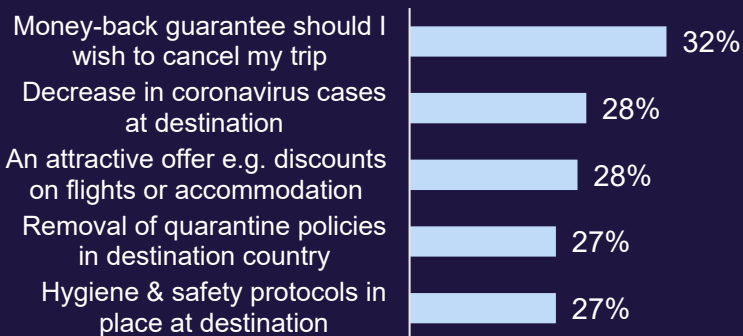 Money-back guarantee should I
wish to cancel my trip
32%
Decrease in coronavirus cases
at destination
28%
An attractive offer e.g. discounts
on flights or accommodation
28%
Removal of quarantine policies
in destination country
27%
Hygiene & safety protocols in
place at destination
27%